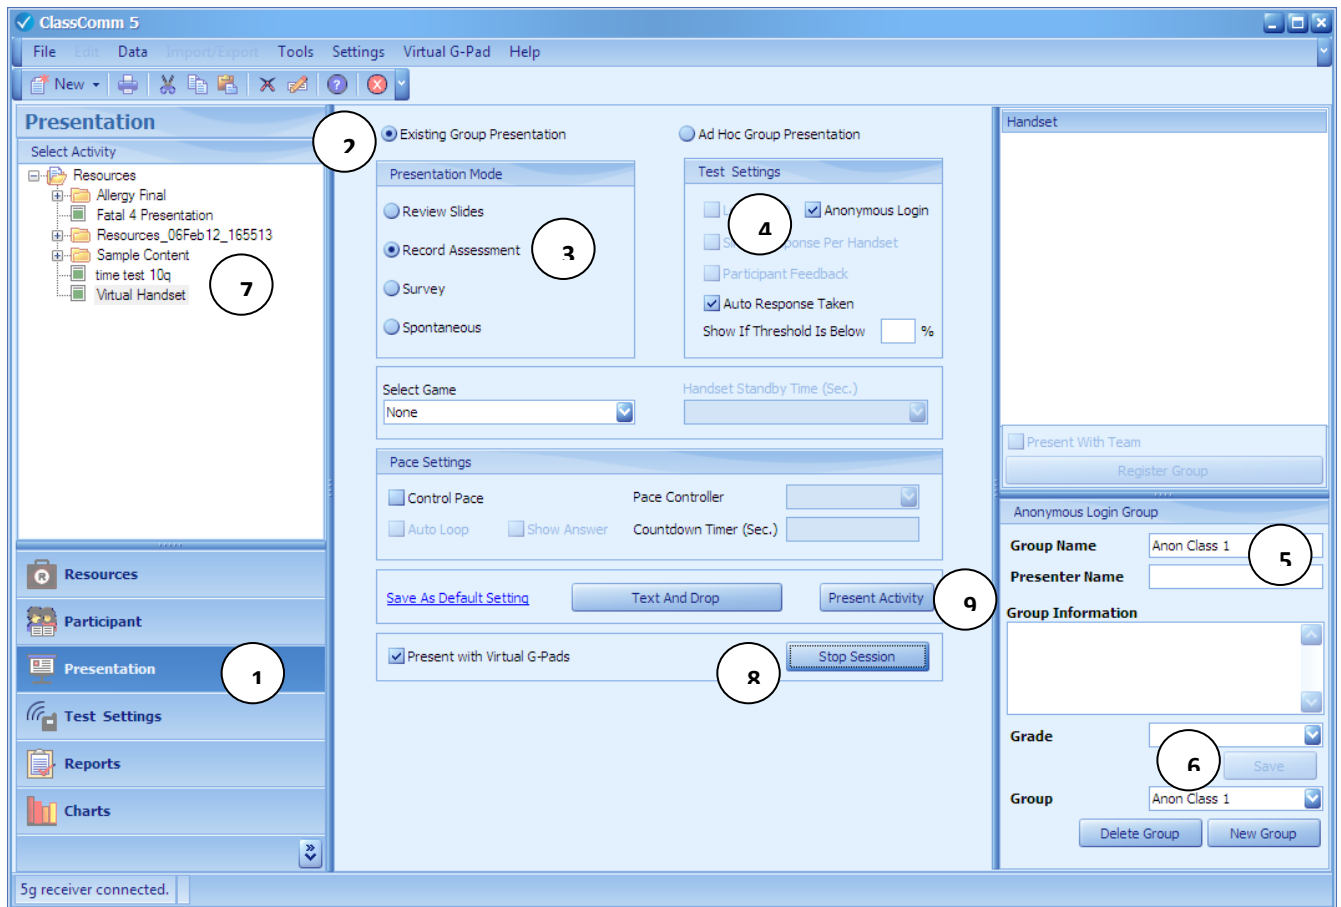 ClassComm 5
File Edit Data Import/Export Tools Settings Virtual G-Pad Help
New
Presentation
Select Activity
Resources
Allergy Final
Fatal 4 Presentation
Resources_06Feb12_165513
Sample Content
time test 10q
Virtual Handset
7
Resources
Participant
Presentation
1
Test Settings
Reports
Charts
5g receiver connected.
2
Existing Group Presentation
Ad Hoc Group Presentation
Presentation Mode
Review Slides
Record Assessment
3
Survey
Spontaneous
Test Settings
4
Anonymous Login
Response Per Handset
Participant Feedback
Auto Response Taken
Show If Threshold Is Below %
Select Game
None
Handset Standby Time (Sec.)
Pace Settings
Control Pace
Pace Controller
Auto Loop
Show Answer
Countdown Timer (Sec.)
Save As Default Setting
Text And Drop
Present Activity
9
Present with Virtual G-Pads
8
Stop Session
Handset
Present With Team
Register Group
Anonymous Login Group
Group Name Anon Class 1
5
Presenter Name
Group Information
Grade
6
Save
Group Anon Class 1
Delete Group New Group